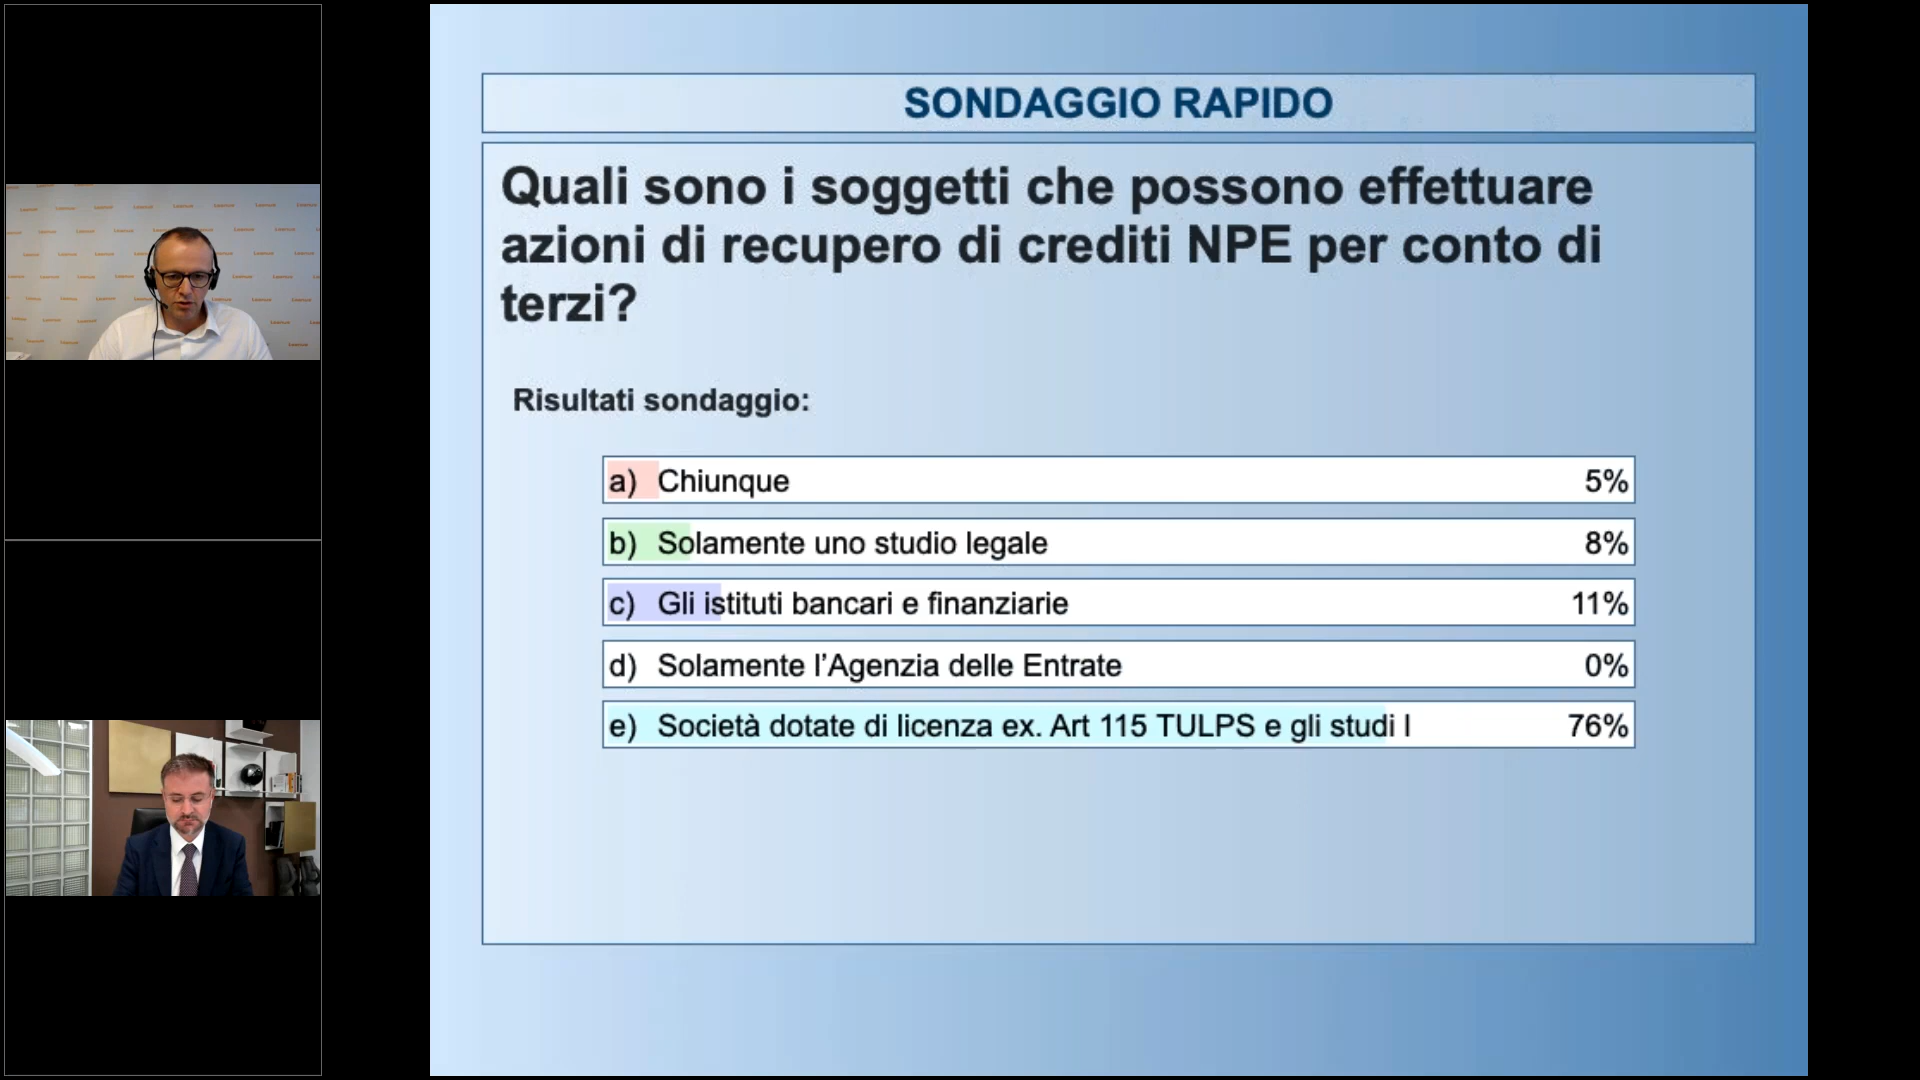 SONDAGGIO RAPIDO
Quali sono i soggetti che possono effettuare
azioni di recupero di crediti NPE per conto di
terzi?
Risultati sondaggio:
a) Chiunque 5%
b) Solamente uno studio legale 8%
c) Gli istituti bancari e finanziarie 11%
d) Solamente l’Agenzia delle Entrate 0%
e) Società dotate di licenza ex. Art 115 TULPS e gli studi l 76%